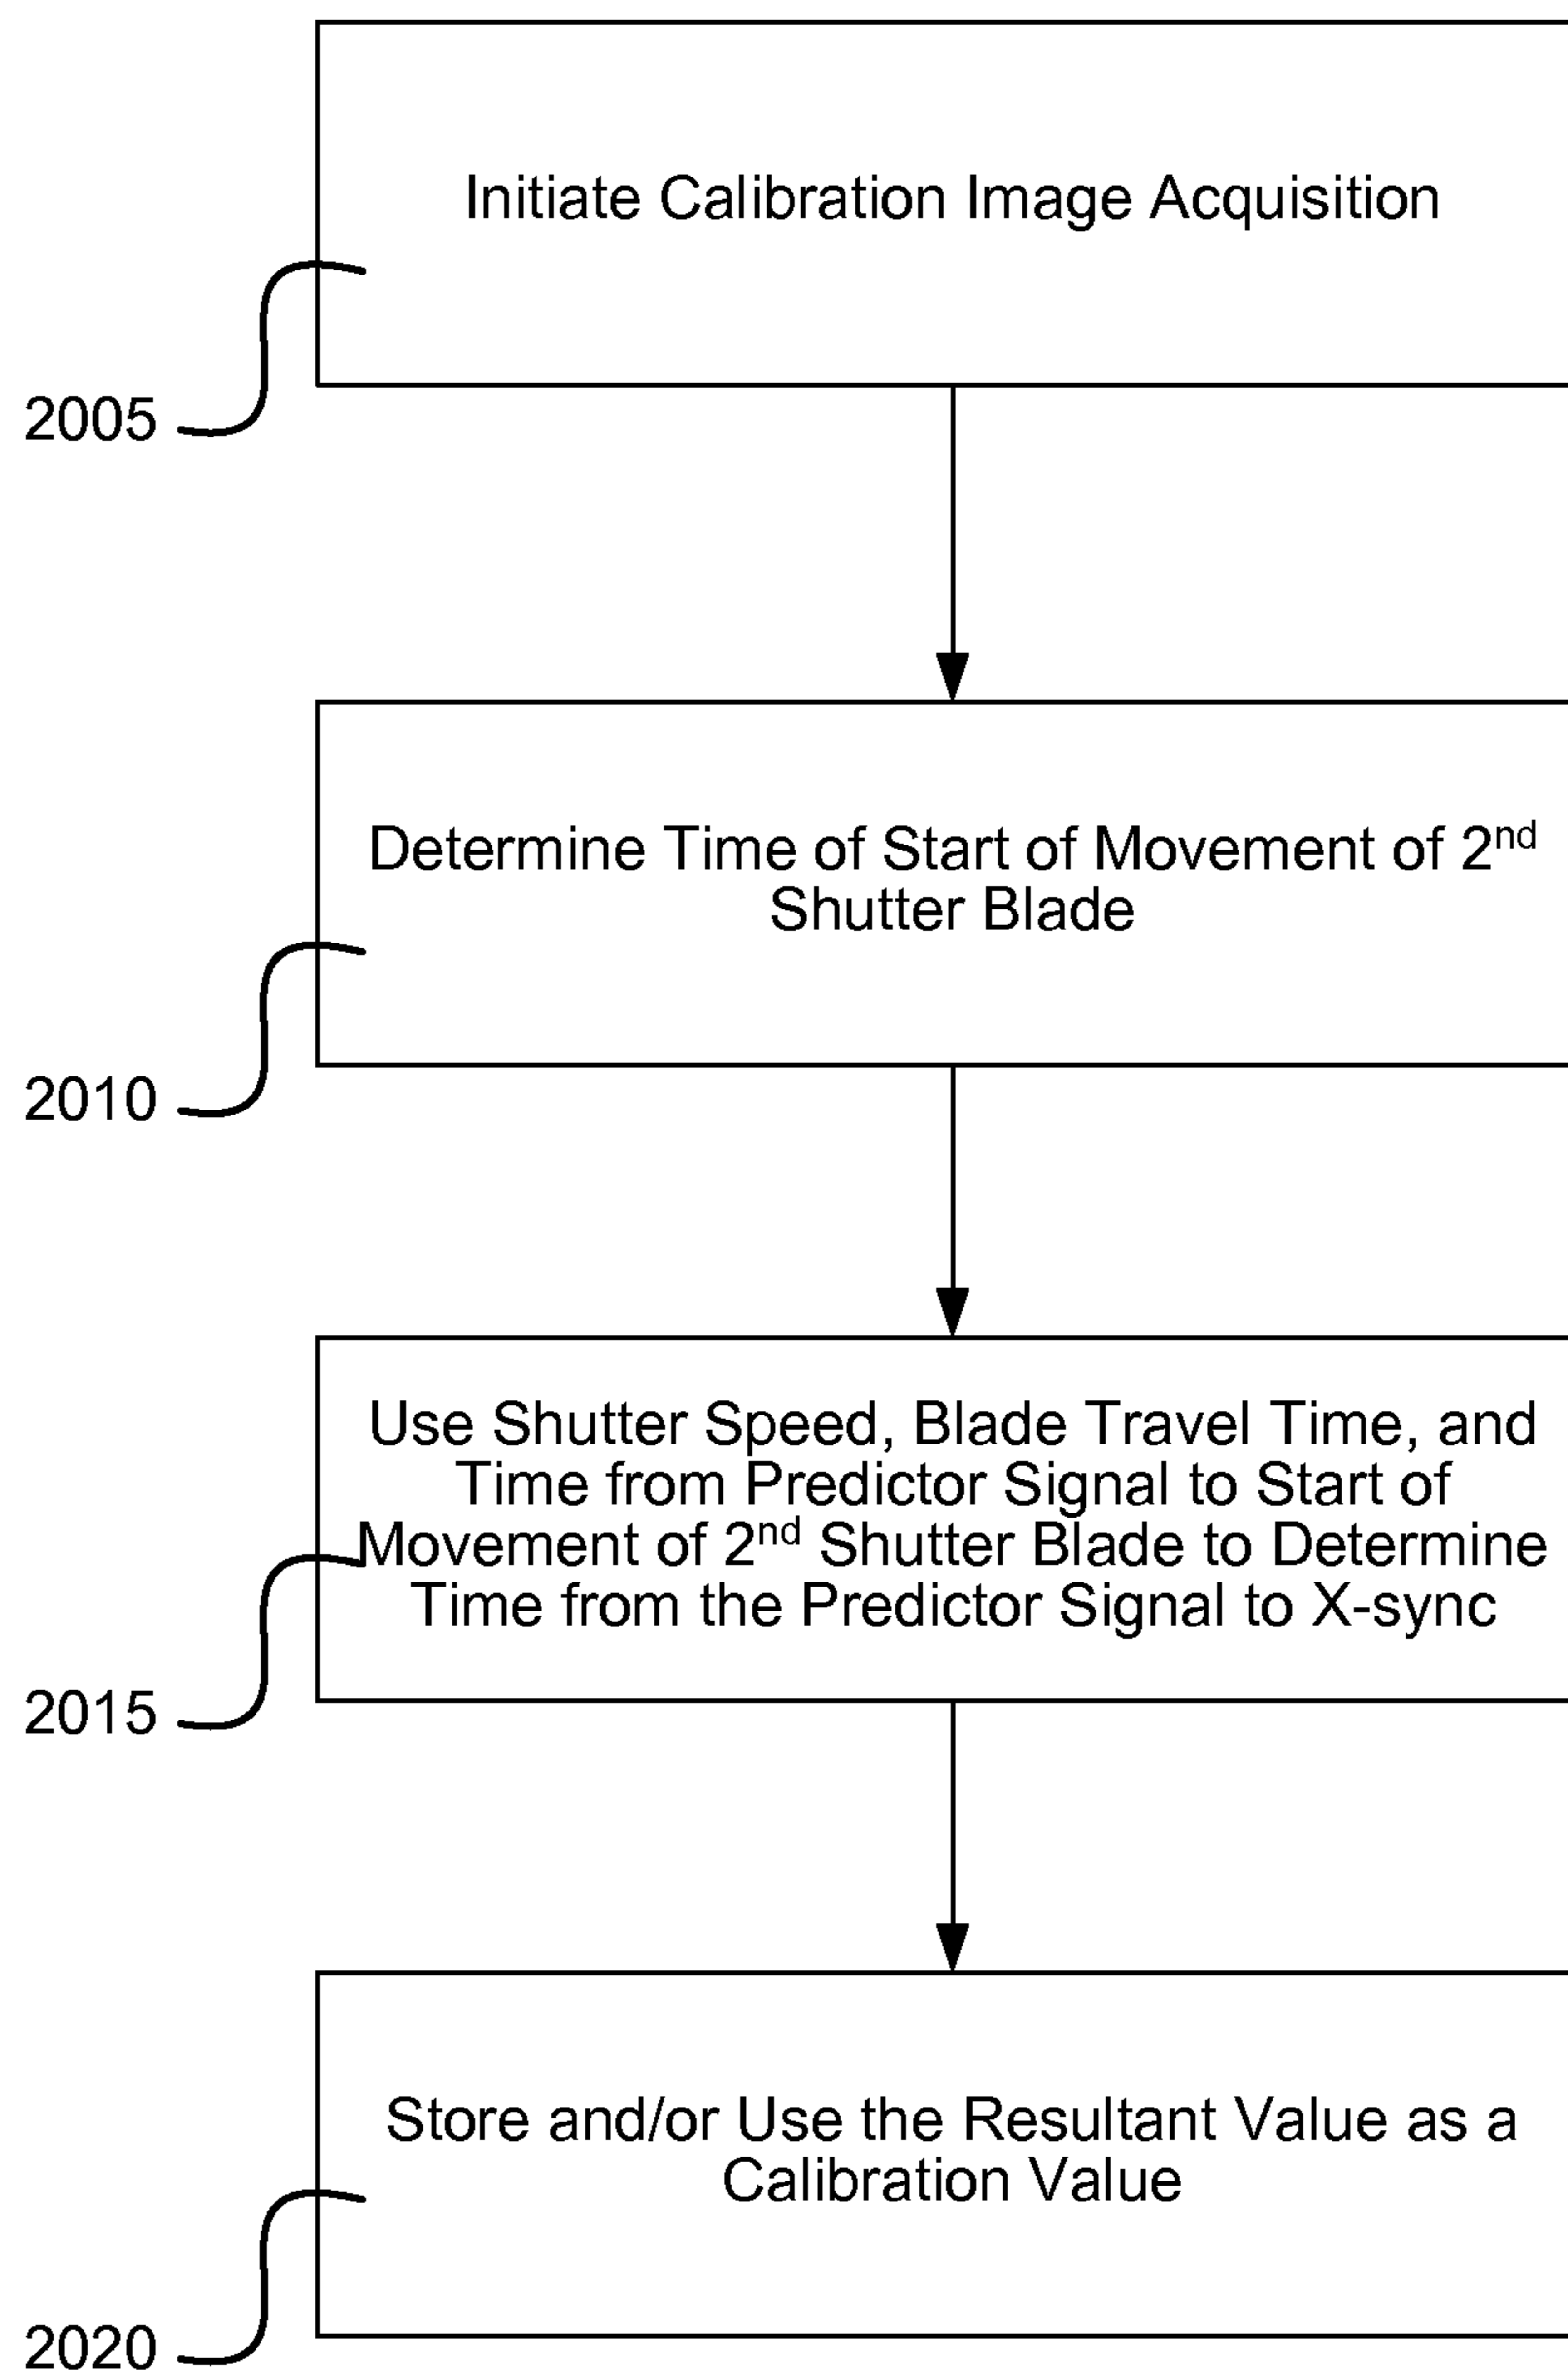 Initiate Calibration Image Acquisition
2005
Determine Time of Start of Movement of 2nd
Shutter Blade
2010
Use Shutter Speed, Blade Travel Time, and
Time from Predictor Signal to Start of
Movement of 2nd Shutter Blade to Determine
Time from the Predictor Signal to X-sync
2015
Store and/or Use the Resultant Value as a
Calibration Value
2020